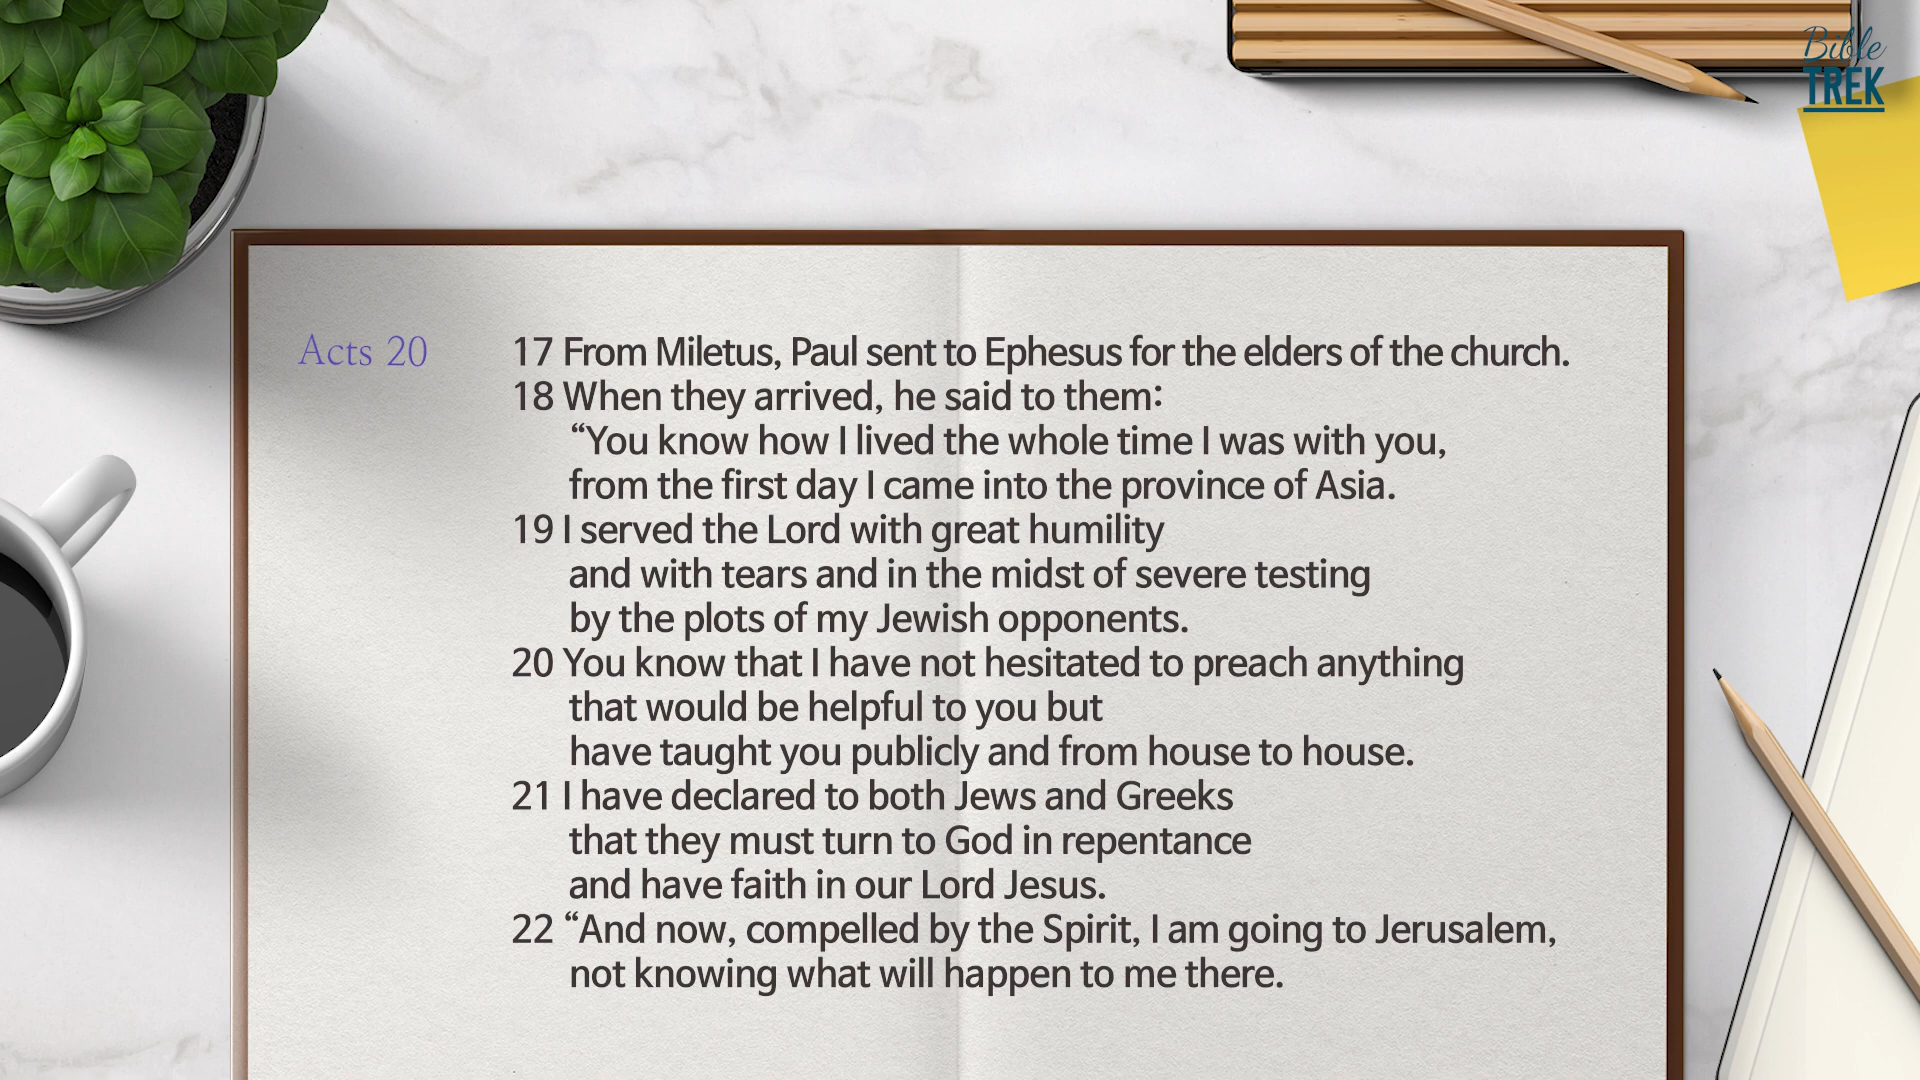 Bible
TREK
Acts 20
17 From Miletus, Paul sent to Ephesus for the elders of the church.
18 When they arrived, he said to them:
“You know how I lived the whole time I was with you,
from the first day I came into the province of Asia.
19 I served the Lord with great humility
and with tears and in the midst of severe testing
by the plots of my Jewish opponents.
20 You know that I have not hesitated to preach anything
that would be helpful to you but
have taught you publicly and from house to house.
21 I have declared to both Jews and Greeks
that they must turn to God in repentance
and have faith in our Lord Jesus.
22 “And now, compelled by the Spirit, I am going to Jerusalem,
not knowing what will happen to me there.